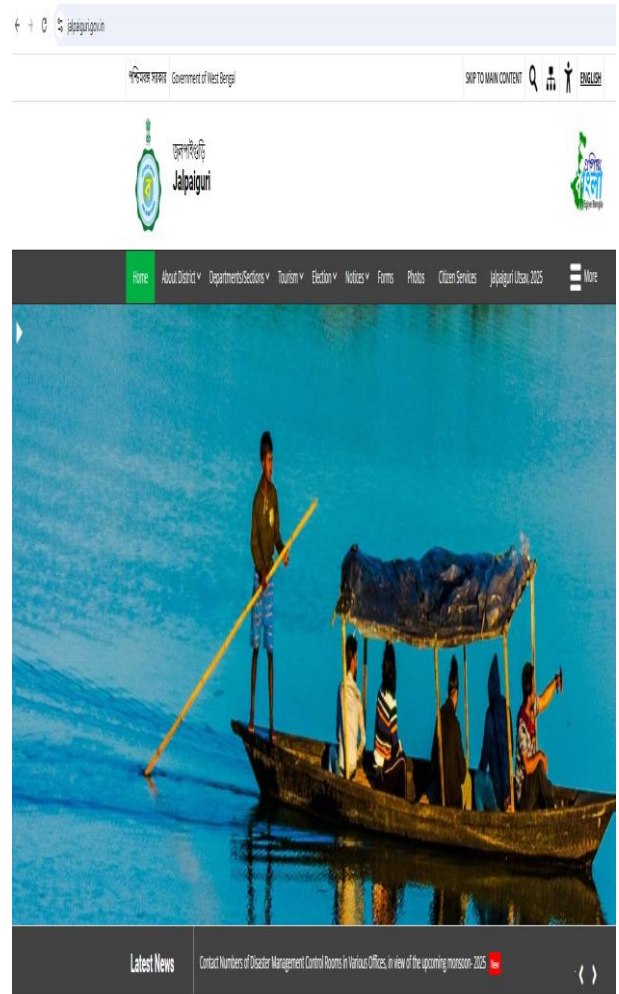 jalpaiguri.gov.in
পশ্চিমবঙ্গ সরকার Government of West Bengal SKIP TO MAIN CONTENT ENGLISH
জলপাইগুড়ি
Jalpaiguri
Home About District Departments/Sections Tourism Election Notices Forms Photos Citizen Services Jalpaiguri Utsav, 2025 More
Latest News Contact Numbers of Disaster Management Control Rooms in Various Offices, in view of the upcoming monsoon- 2025 New